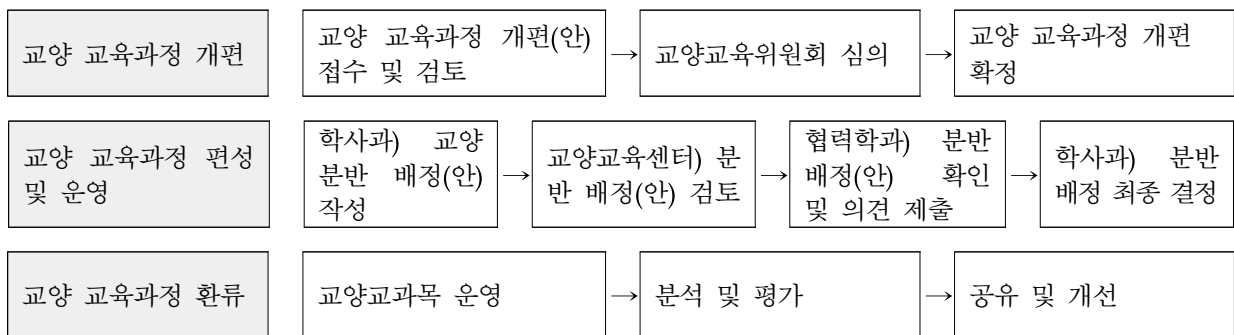 교양 교육과정 개편
교양 교육과정 개편(안)
접수 및 검토
→
교양교육위원회 심의
→
교양 교육과정 개편
확정
교양 교육과정 편성
및 운영
학사과) 교양
분반 배정(안)
작성
→
교양교육센터) 분
반 배정(안) 검토
→
협력학과) 분반
배정(안) 확인
및 의견 제출
→
학사과) 분반
배정 최종 결정
교양 교육과정 환류
교양교과목 운영
→
분석 및 평가
→
공유 및 개선